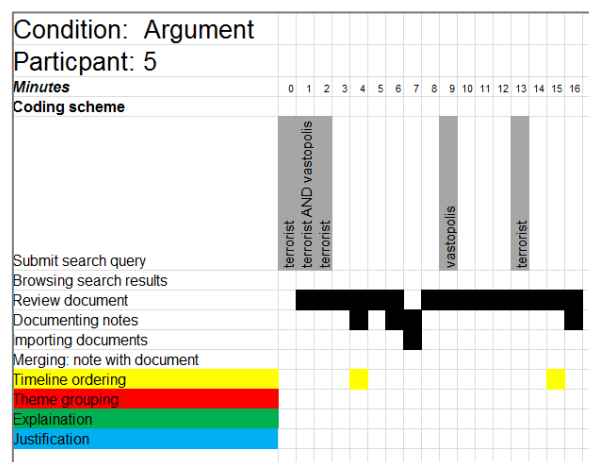 Condition: Argument
Particpant: 5
Minutes 0 1 2 3 4 5 6 7 8 9 10 11 12 13 14 15 16
Coding scheme
terrorist
terrorist AND vastopolis
terrorist
vastopolis
terrorist
Submit search query
Browsing search results
Review document
Documenting notes
Importing documents
Merging: note with document
Timeline ordering
Theme grouping
Explaination
Justification